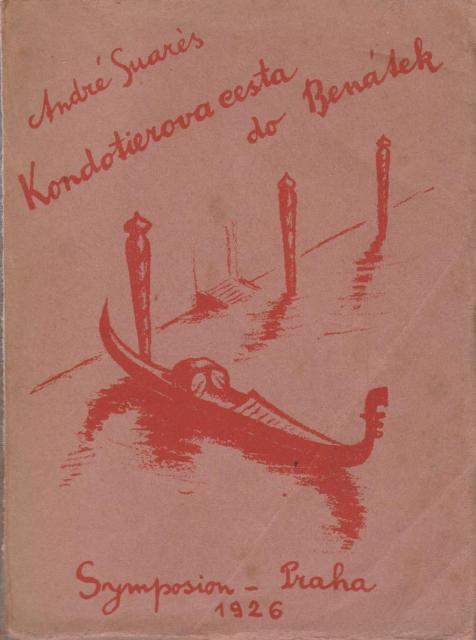 André Suarès
Kondotierova cesta
do Benátek
Symposion - Praha
1926